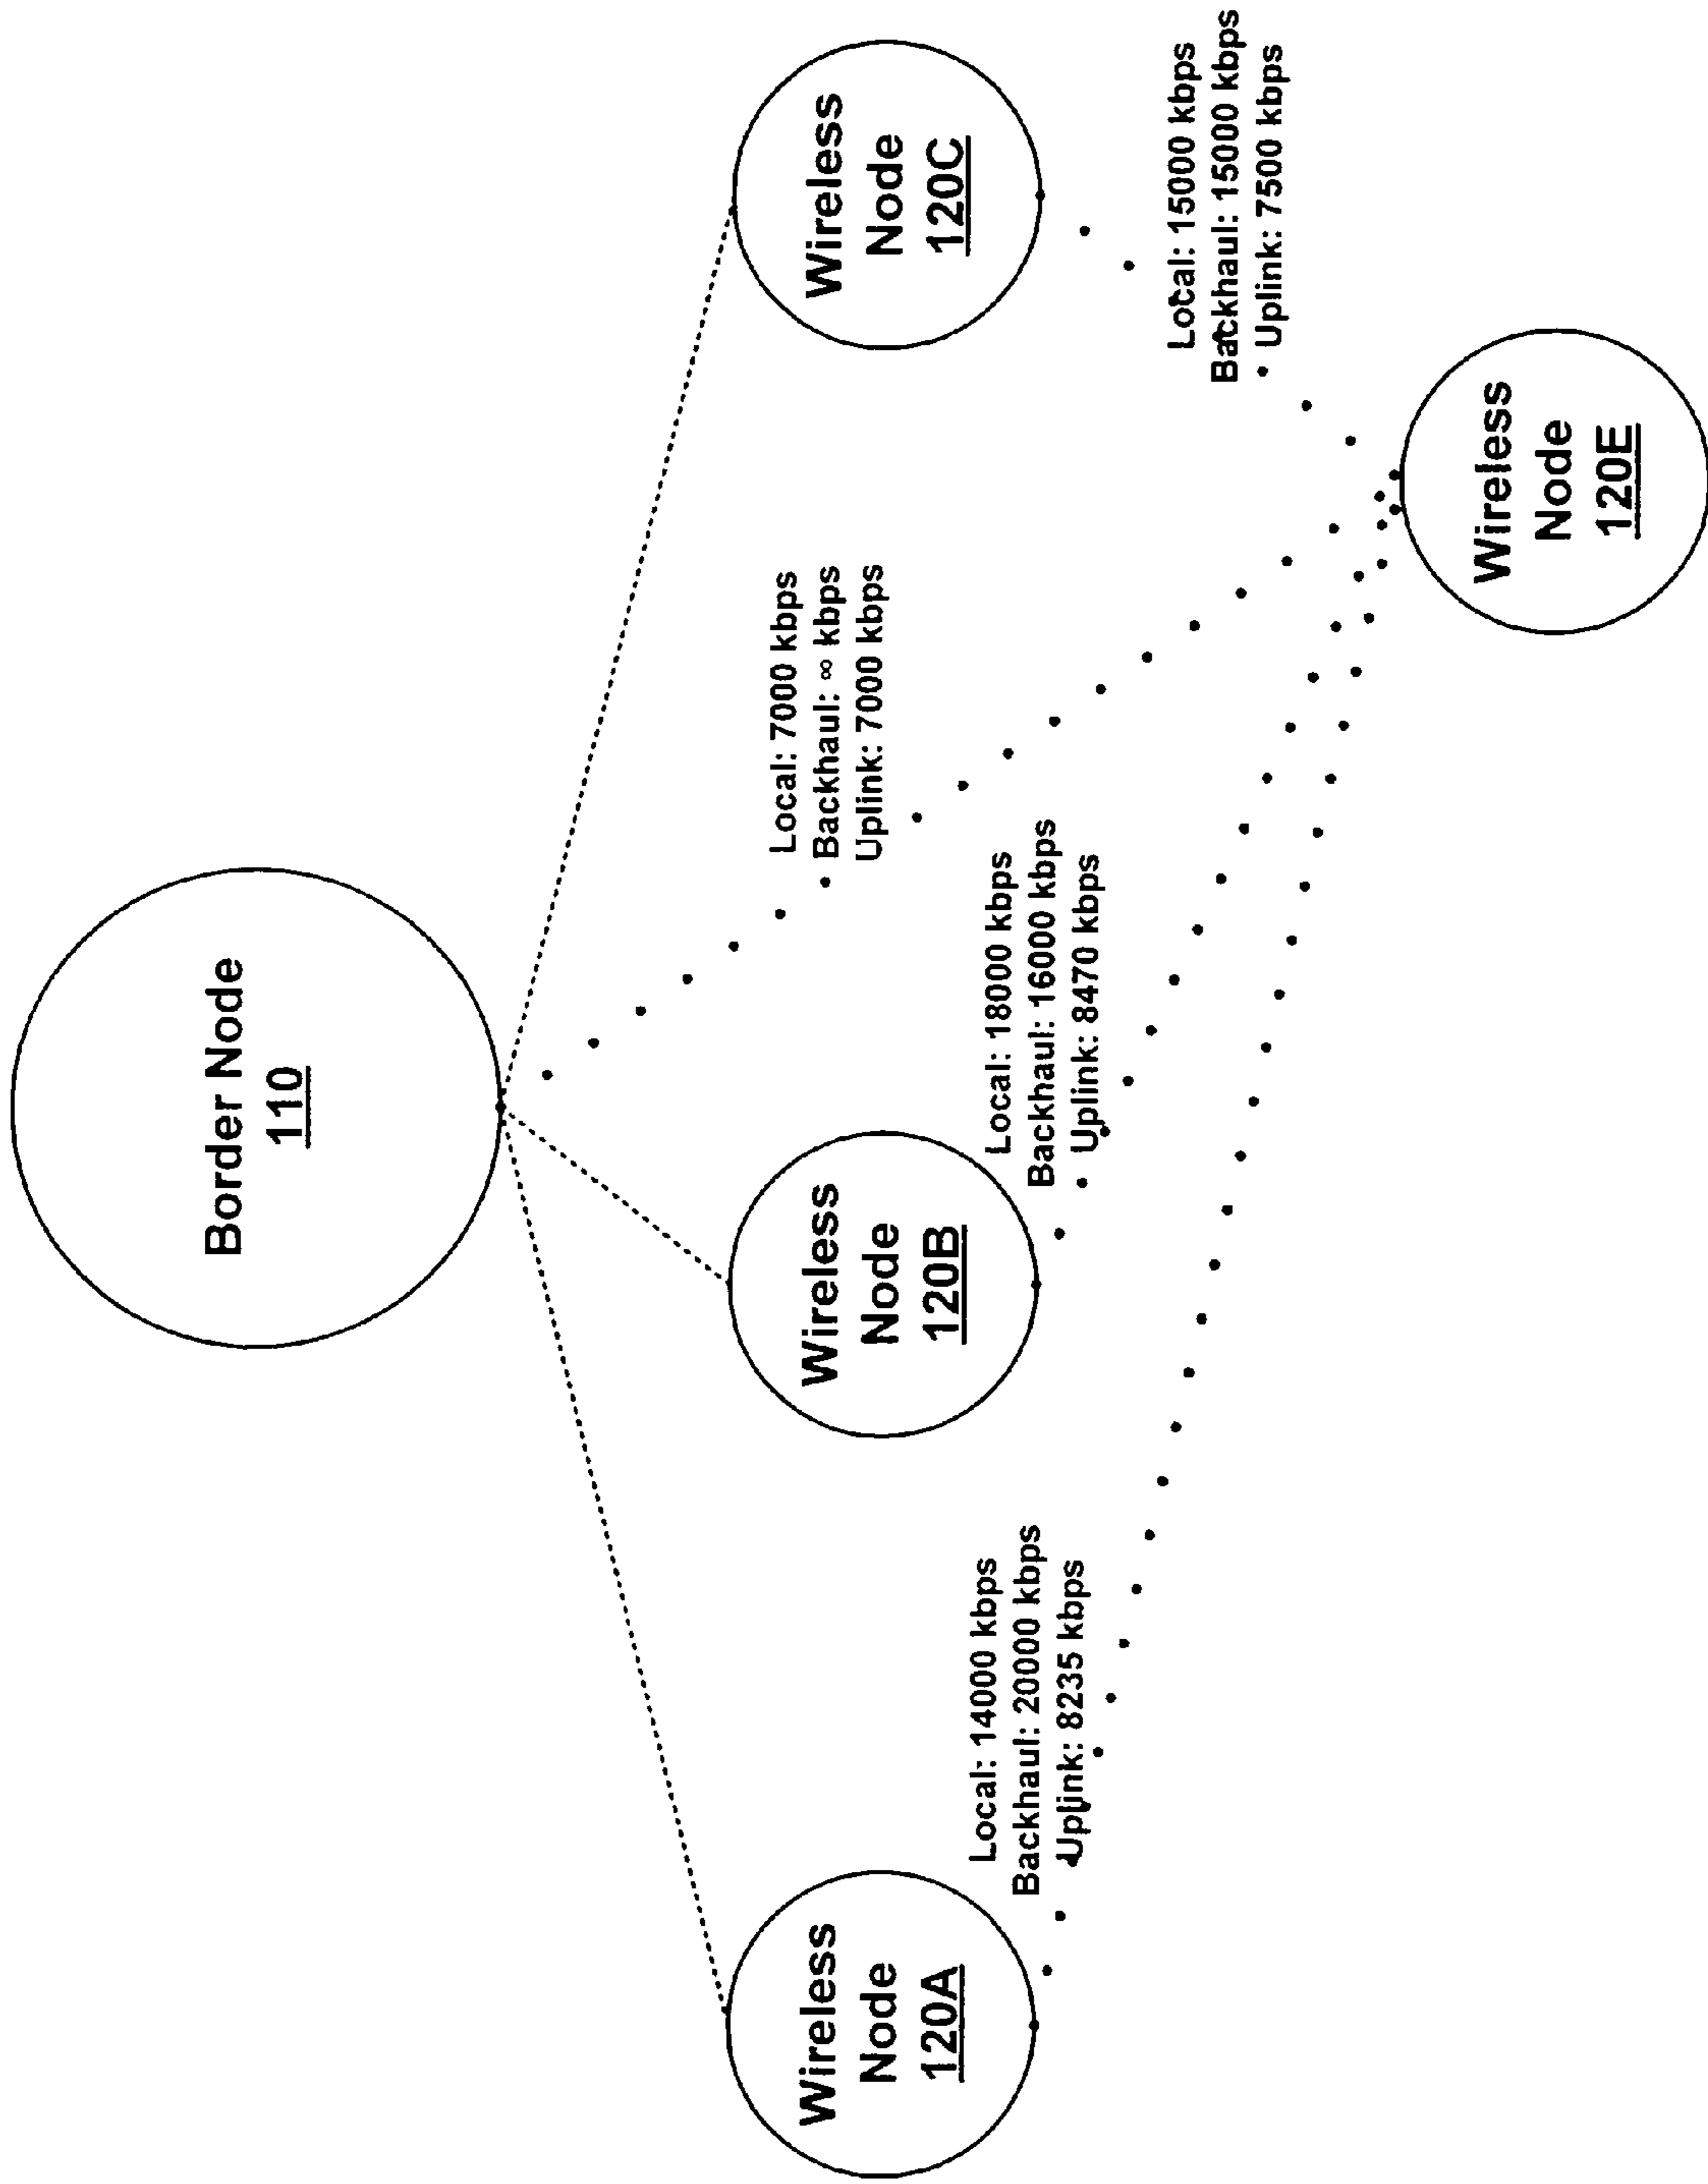 Border Node
110
Wireless
Node
120A
Wireless
Node
120B
Wireless
Node
120C
Local: 7000 kbps
Backhaul: ∞ kbps
Uplink: 7000 kbps
Local: 14000 kbps
Backhaul: 20000 kbps
Uplink: 8235 kbps
Local: 18000 kbps
Backhaul: 16000 kbps
Uplink: 8470 kbps
Local: 15000 kbps
Backhaul: 15000 kbps
Uplink: 7500 kbps
Wireless
Node
120E